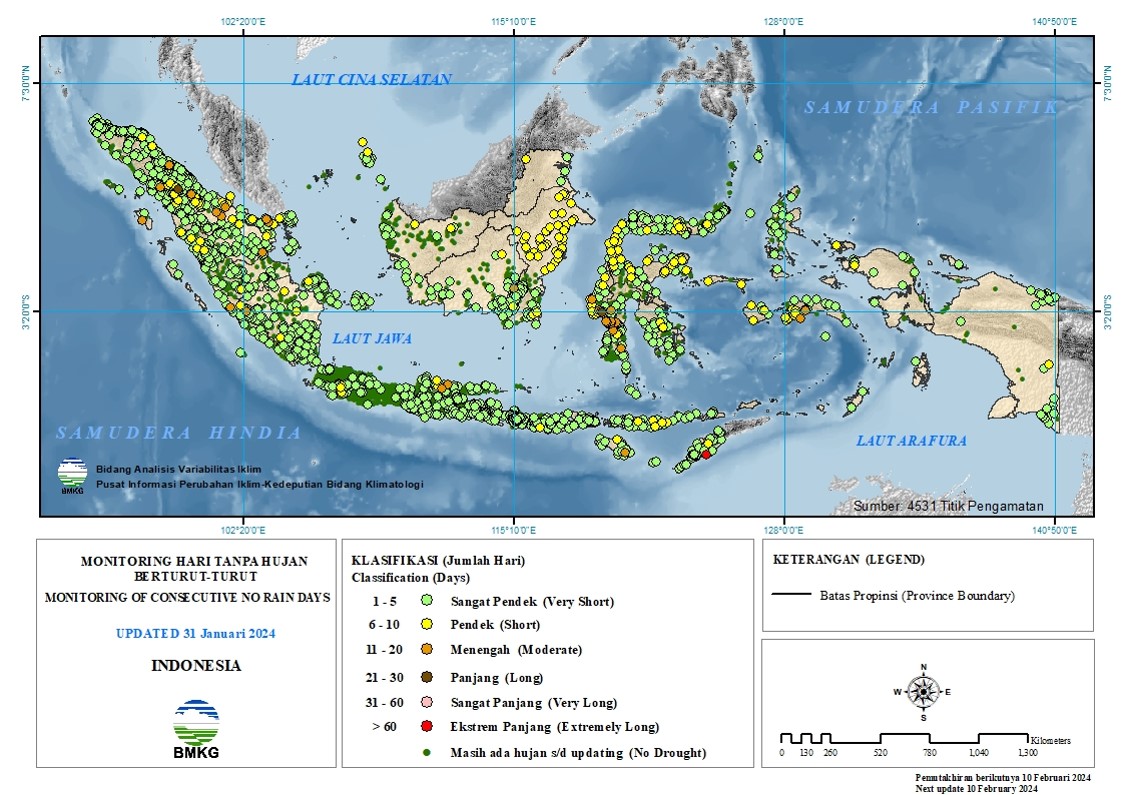 102°20'0"E
115°10'0"E
128°0'0"E
140°50'0"E
7°30'0"N
7°30'0"N
LAUT CINA SELATAN
SAMUDERA PASIFIK
3°20'0"S
3°20'0"S
LAUT JAWA
SAMUDERA HINDIA
LAUT ARAFURA
BMKG
Bidang Analisis Variabilitas Iklim
Pusat Informasi Perubahan Iklim-Kedeputian Bidang Klimatologi
Sumber: 4531 Titik Pengamatan
102°20'0"E
115°10'0"E
128°0'0"E
140°50'0"E
MONITORING HARI TANPA HUJAN
BERTURUT-TURUT
MONITORING OF CONSECUTIVE NO RAIN DAYS
UPDATED 31 Januari 2024
INDONESIA
BMKG
KLASIFIKASI (Jumlah Hari)
Classification (Days)
1 - 5 Sangat Pendek (Very Short)
6 - 10 Pendek (Short)
11 - 20 Menengah (Moderate)
21 - 30 Panjang (Long)
31 - 60 Sangat Panjang (Very Long)
> 60 Ekstrem Panjang (Extremely Long)
Masih ada hujan s/d updating (No Drought)
KETERANGAN (LEGEND)
Batas Propinsi (Province Boundary)
N
W E
S
Kilometers
0 130 260 520 780 1,040 1,300
Pemutakhiran berikutnya 10 Februari 2024
Next update 10 February 2024